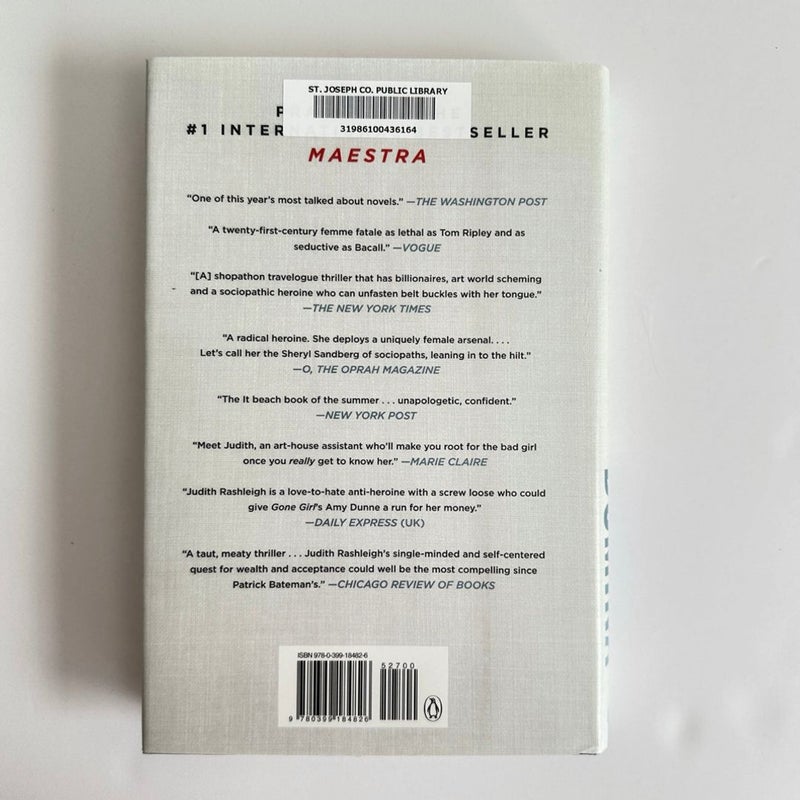 ST. JOSEPH CO. PUBLIC LIBRARY
31986100436164
#1 INTER SELLER
MAESTRA
“One of this year’s most talked about novels.” —THE WASHINGTON POST
“A twenty-first-century femme fatale as lethal as Tom Ripley and as
seductive as Bacall.” —VOGUE
“[A] shopathon travelogue thriller that has billionaires, art world scheming
and a sociopathic heroine who can unfasten belt buckles with her tongue.”
—THE NEW YORK TIMES
“A radical heroine. She deploys a uniquely female arsenal. . . .
Let’s call her the Sheryl Sandberg of sociopaths, leaning in to the hilt.”
—O, THE OPRAH MAGAZINE
“The It beach book of the summer . . . unapologetic, confident.”
—NEW YORK POST
“Meet Judith, an art-house assistant who’ll make you root for the bad girl
once you really get to know her.” —MARIE CLAIRE
“Judith Rashleigh is a love-to-hate anti-heroine with a screw loose who could
give Gone Girl’s Amy Dunne a run for her money.”
—DAILY EXPRESS (UK)
“A taut, meaty thriller . . . Judith Rashleigh’s single-minded and self-centered
quest for wealth and acceptance could well be the most compelling since
Patrick Bateman’s.” —CHICAGO REVIEW OF BOOKS
ISBN 978-0-399-18482-6
52700
9 780399 184826